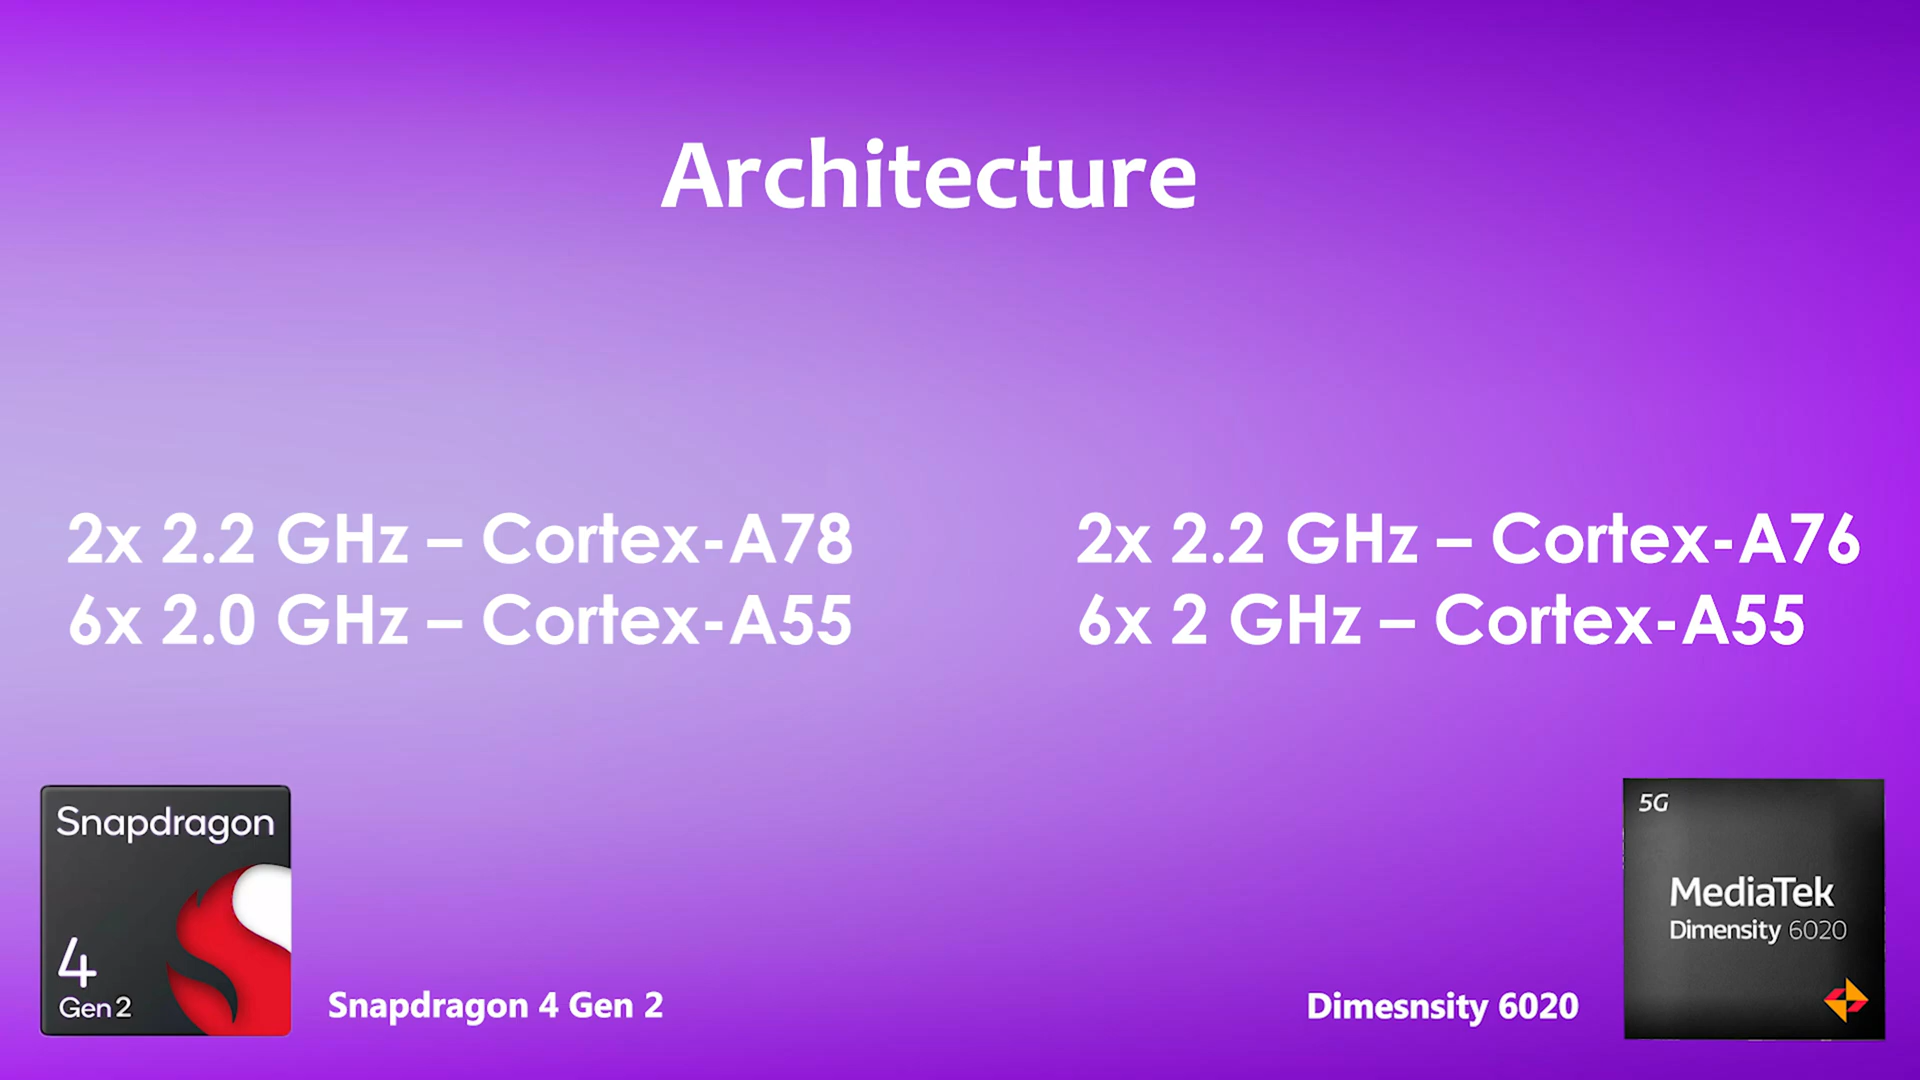 Architecture
2x 2.2 GHz – Cortex-A78
6x 2.0 GHz – Cortex-A55
2x 2.2 GHz – Cortex-A76
6x 2 GHz – Cortex-A55
Snapdragon
4
Gen 2
Snapdragon 4 Gen 2
Dimesnsity 6020
5G
MediaTek
Dimensity 6020